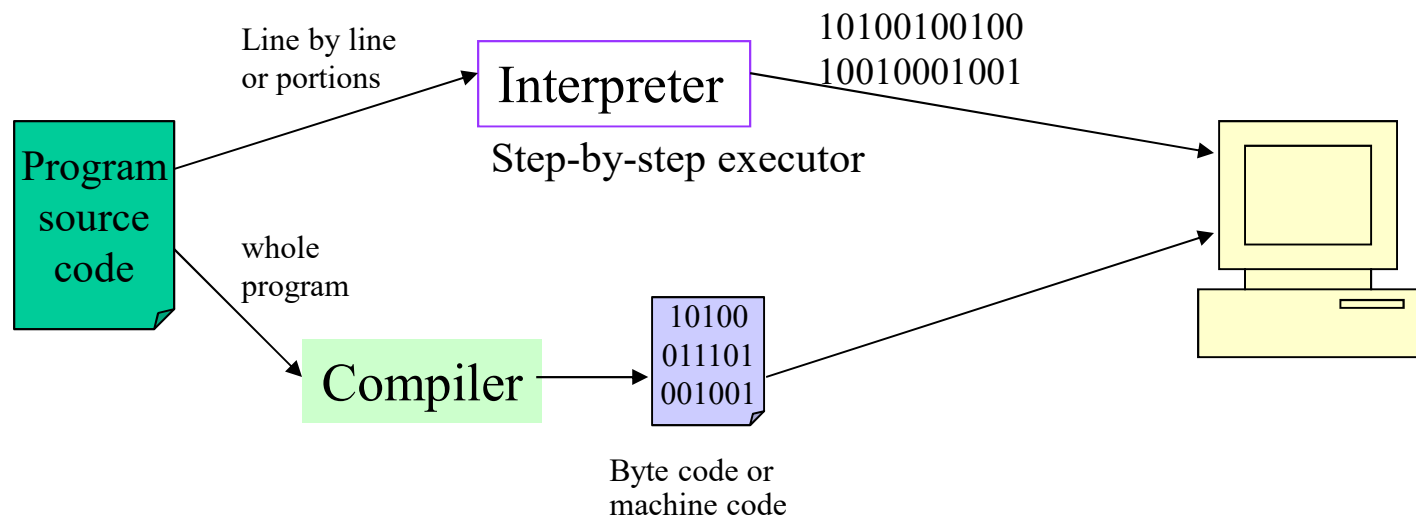 Line by line
or portions
Interpreter
Step-by-step executor
10100100100
10010001001
Program
source
code
whole
program
Compiler
10100
011101
001001
Byte code or
machine code